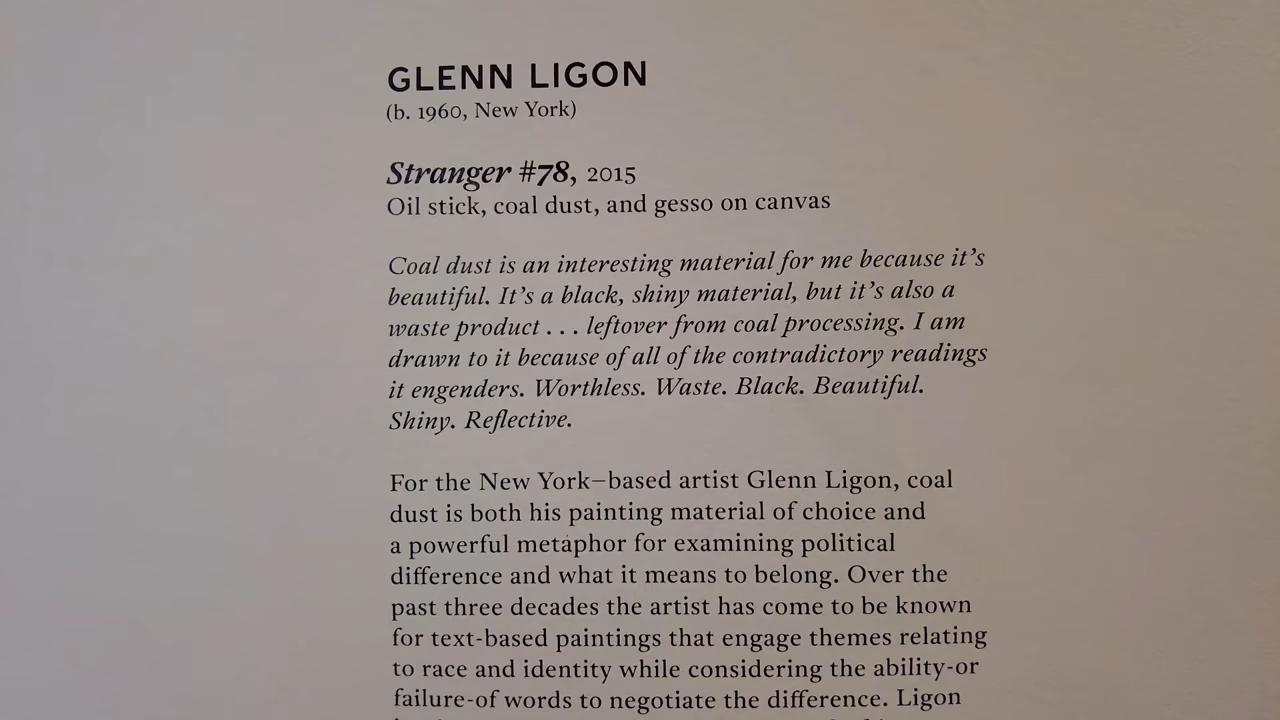 GLENN LIGON
(b. 1960, New York)
Stranger #78, 2015
Oil stick, coal dust, and gesso on canvas
Coal dust is an interesting material for me because it’s
beautiful. It’s a black, shiny material, but it’s also a
waste product . . . leftover from coal processing. I am
drawn to it because of all of the contradictory readings
it engenders. Worthless. Waste. Black. Beautiful.
Shiny. Reflective.
For the New York–based artist Glenn Ligon, coal
dust is both his painting material of choice and
a powerful metaphor for examining political
difference and what it means to belong. Over the
past three decades the artist has come to be known
for text-based paintings that engage themes relating
to race and identity while considering the ability-or
failure-of words to negotiate the difference. Ligon